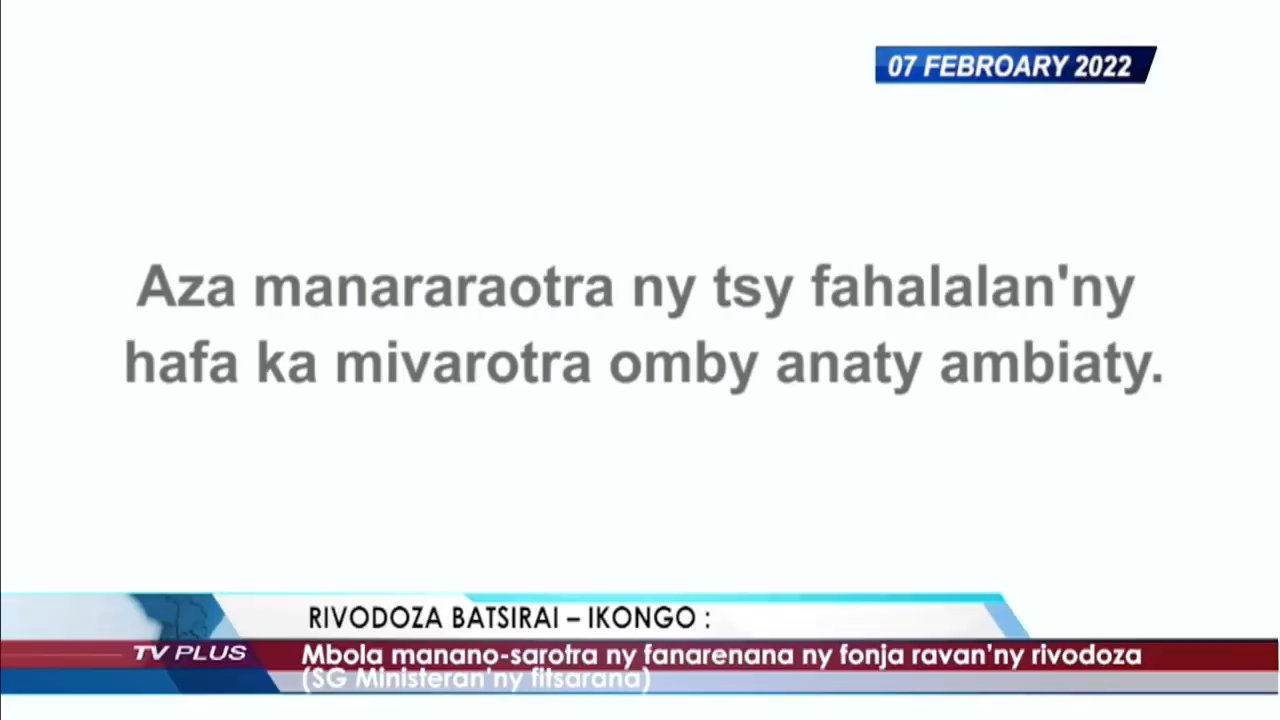 07 FEBROARY 2022
Aza manararaotra ny tsy fahalalan'ny
hafa ka mivarotra omby anaty ambiaty.
RIVODOZA BATSIRAI – IKONGO :
TV PLUS
Mbola manano-sarotra ny fanarenana ny fonja ravan'ny rivodoza
(SG Ministeran'ny fitsarana)